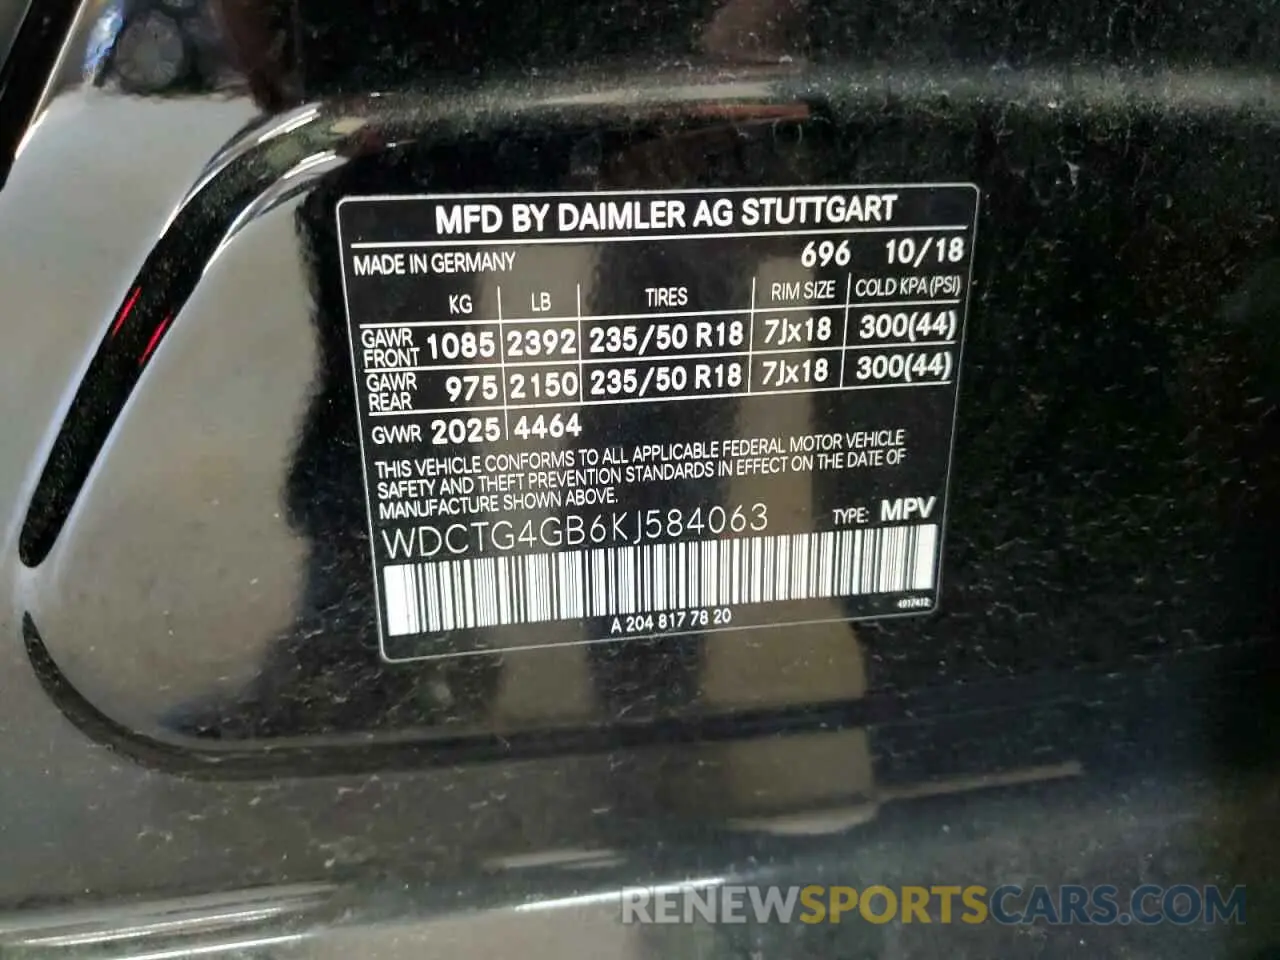 MFD BY DAIMLER AG STUTTGART
MADE IN GERMANY 696 10/18
KG LB TIRES RIM SIZE COLD KPA (PSI)
GAWR FRONT 1085 2392 235/50 R18 7Jx18 300(44)
GAWR REAR 975 2150 235/50 R18 7Jx18 300(44)
GVWR 2025 4464
THIS VEHICLE CONFORMS TO ALL APPLICABLE FEDERAL MOTOR VEHICLE
SAFETY AND THEFT PREVENTION STANDARDS IN EFFECT ON THE DATE OF
MANUFACTURE SHOWN ABOVE.
WDCTG4GB6KJ584063 TYPE: MPV
A 204 817 78 20 4917412
RENEWSPORTSCARS.COM